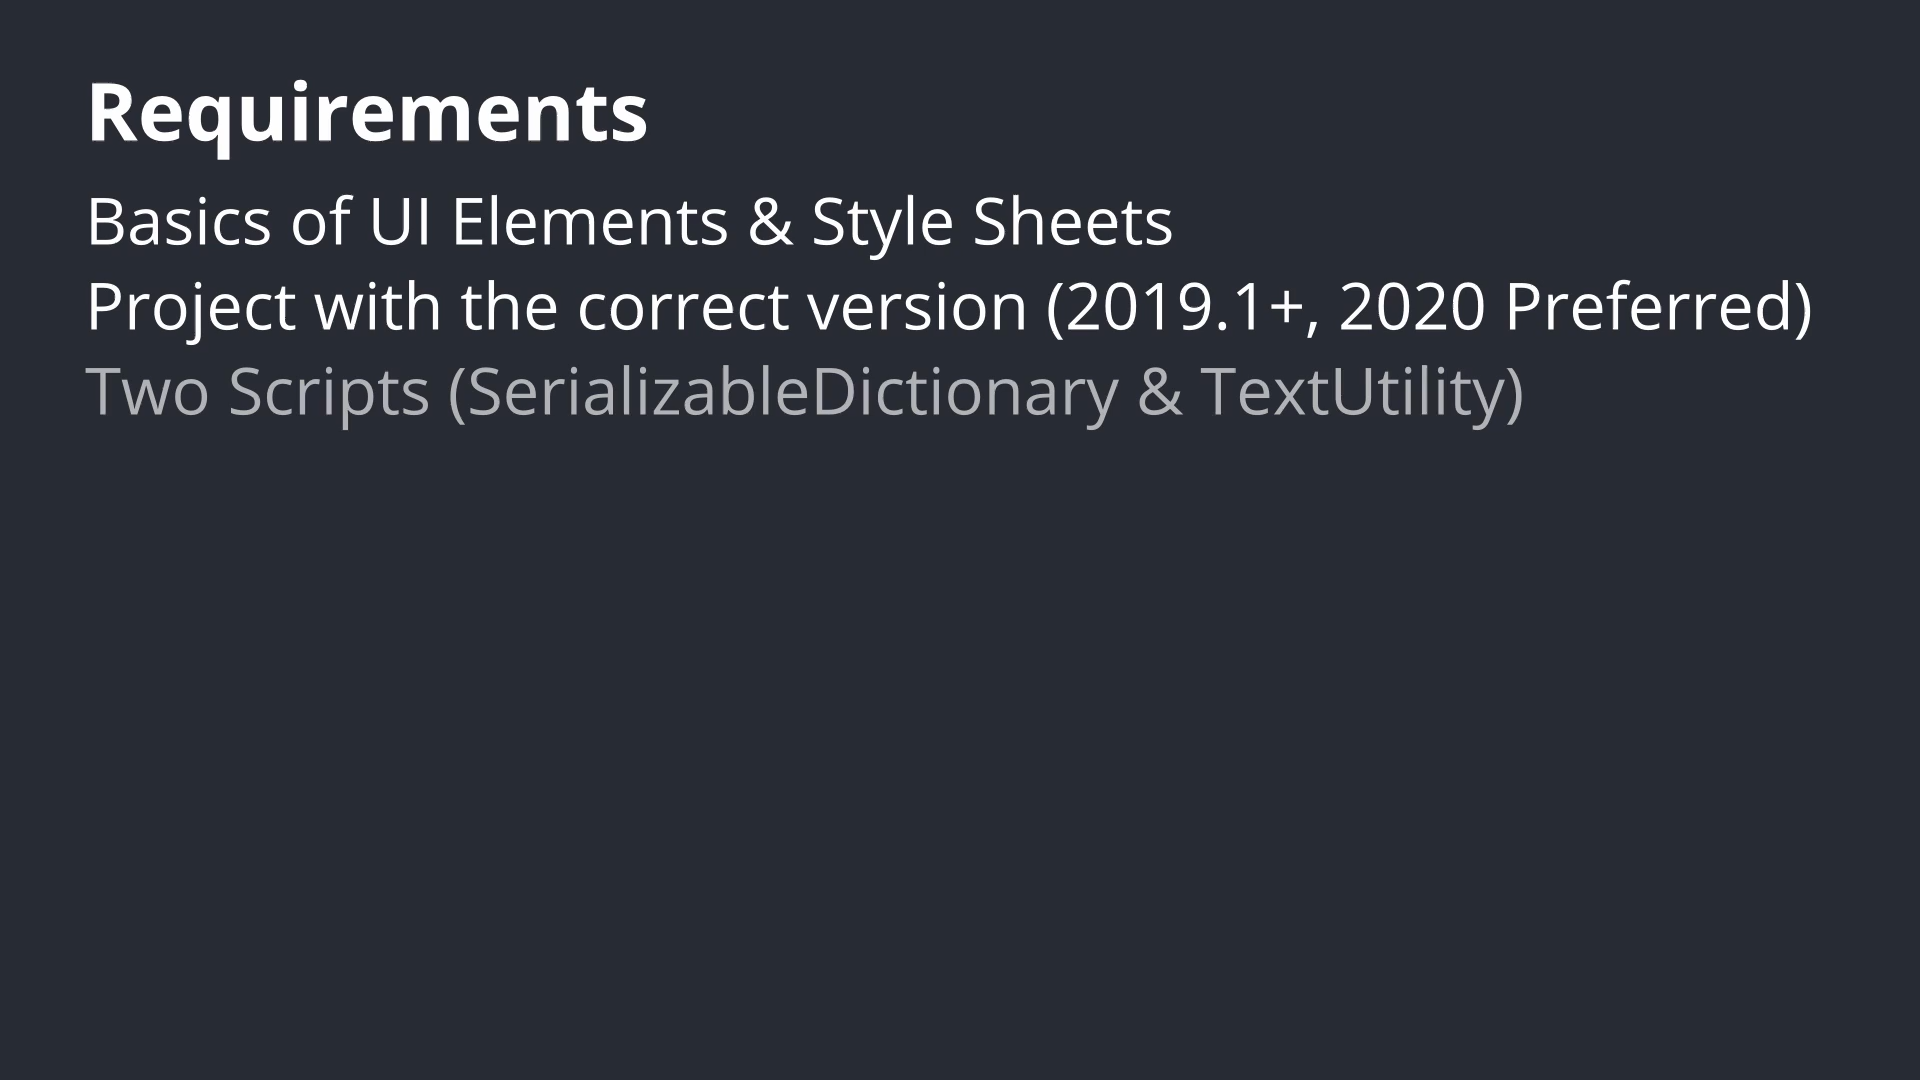 Requirements
Basics of UI Elements & Style Sheets
Project with the correct version (2019.1+, 2020 Preferred)
Two Scripts (SerializableDictionary & TextUtility)